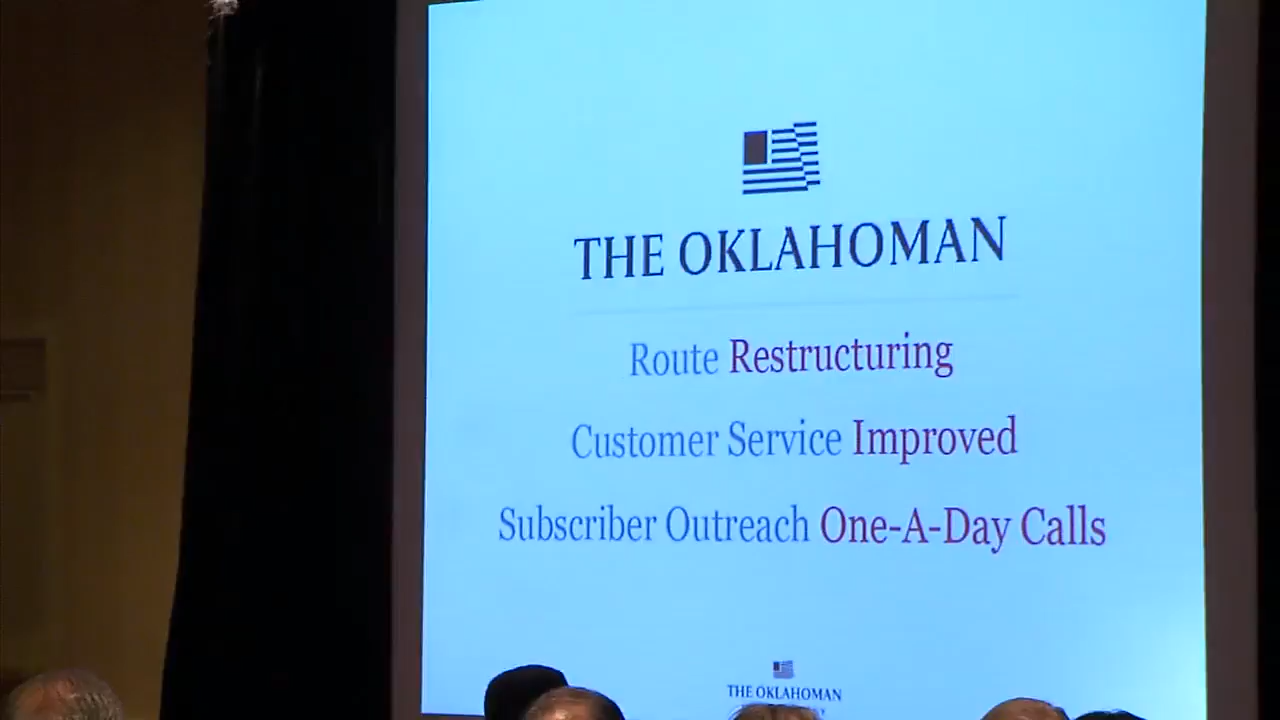 THE OKLAHOMAN
Route Restructuring
Customer Service Improved
Subscriber Outreach One-A-Day Calls
THE OKLAHOMAN